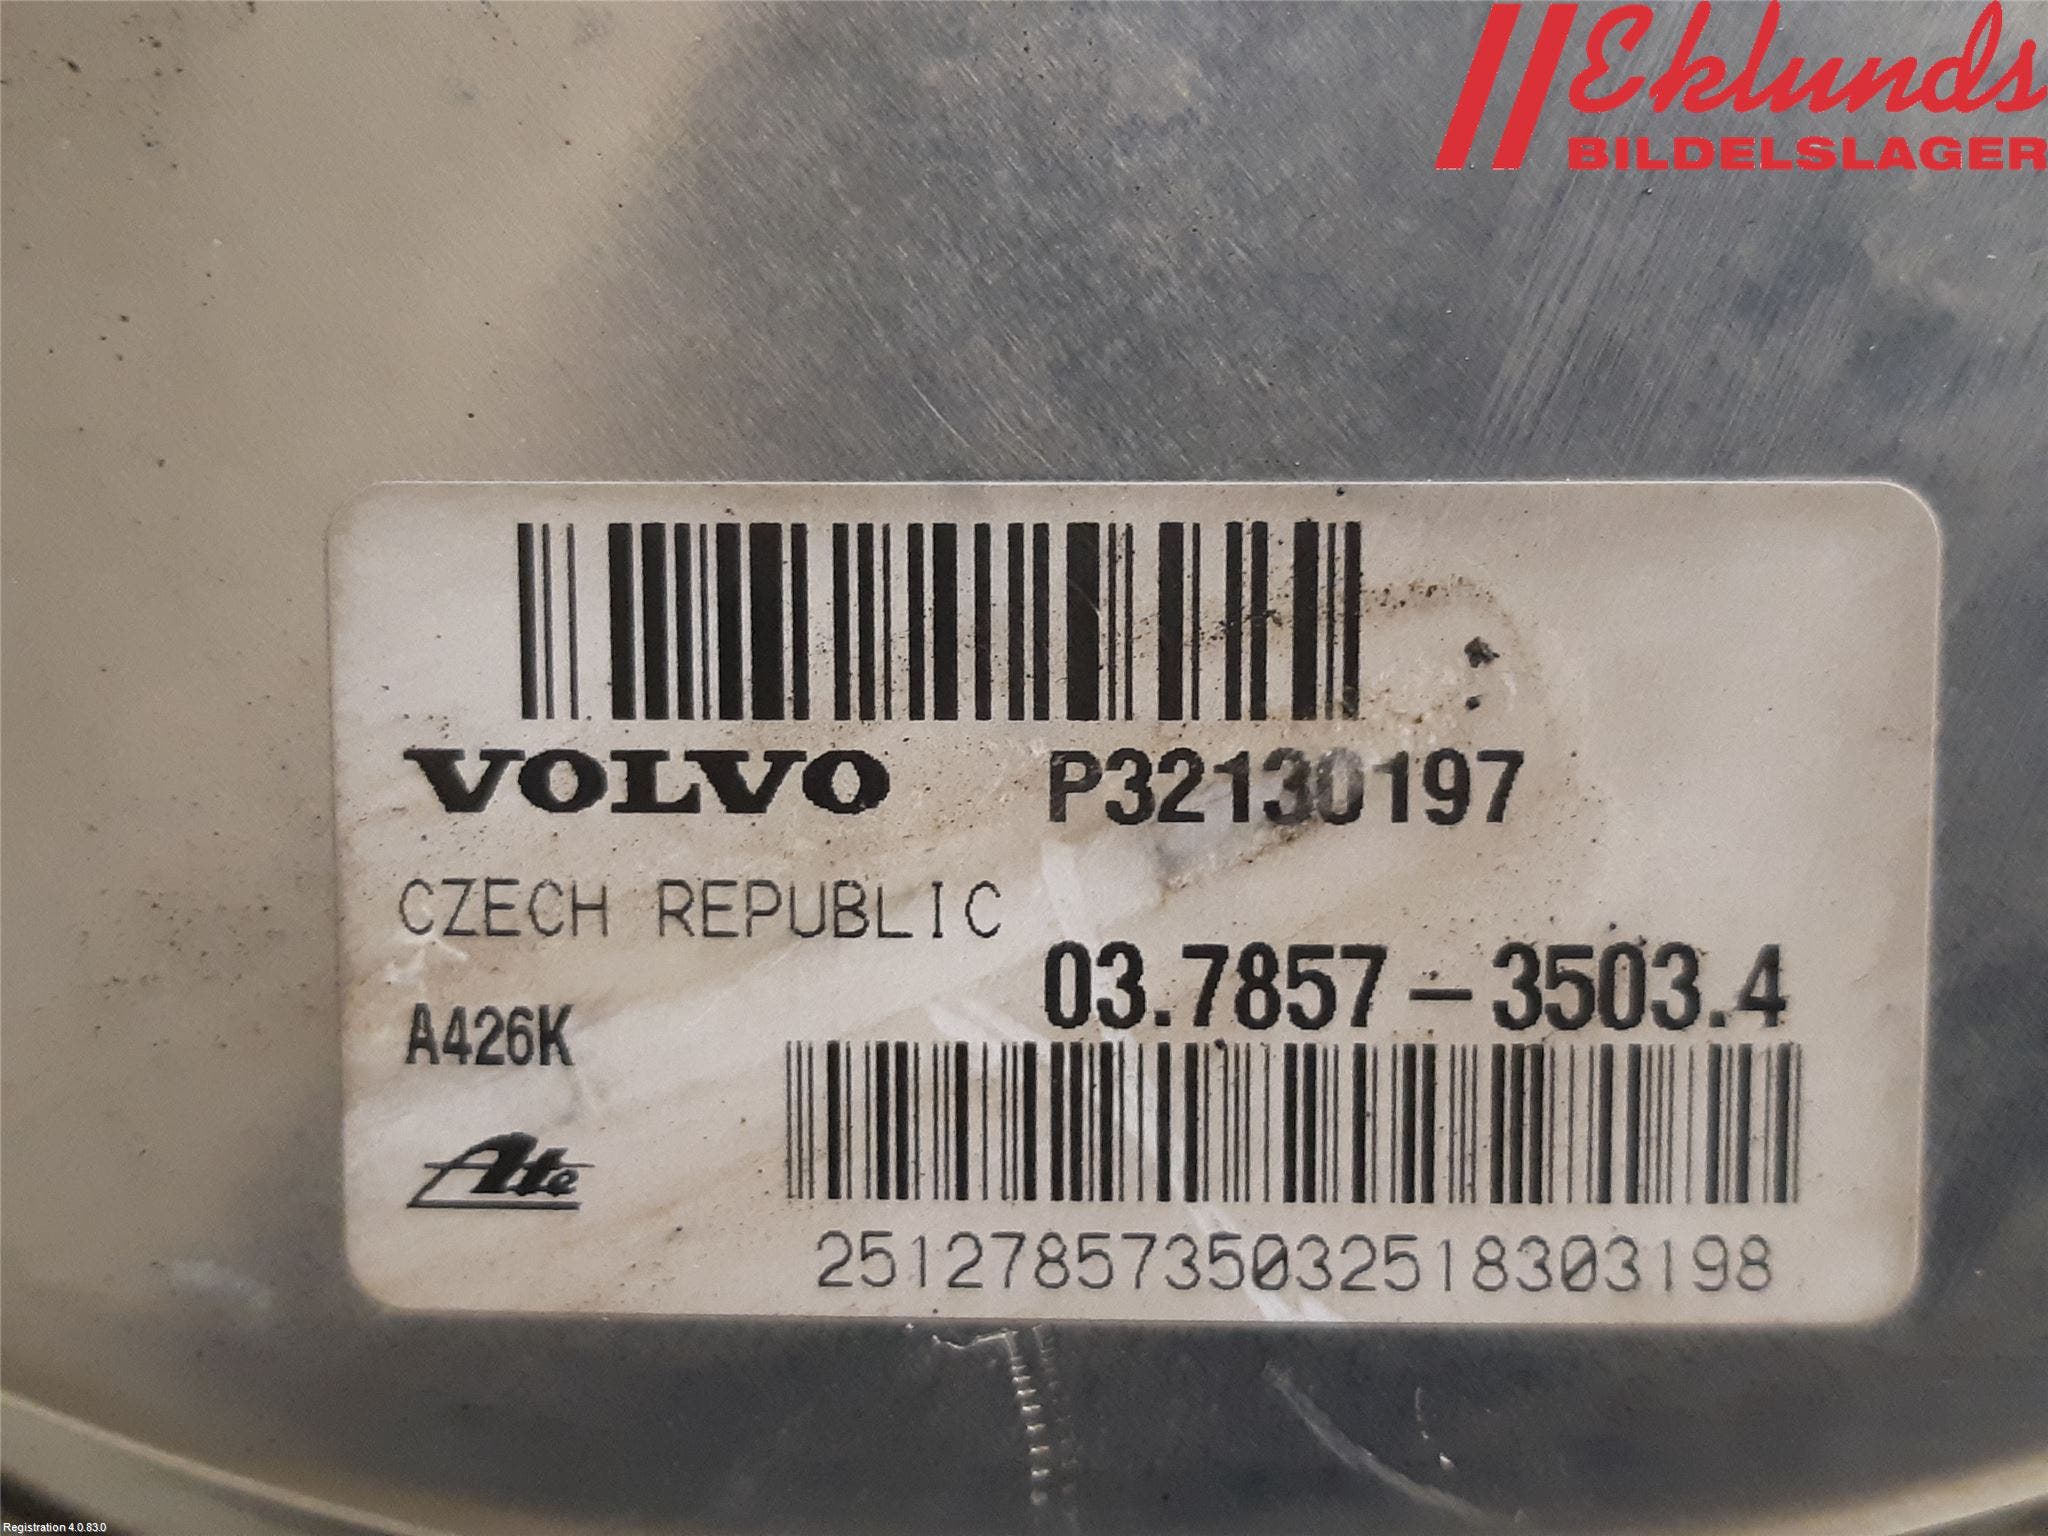 Eklunds
BILDELSLAGER
VOLVO P32130197
CZECH REPUBLIC
03.7857-3503.4
A426K
Ate
2512785735032518303198
Registration 4.0.83.0